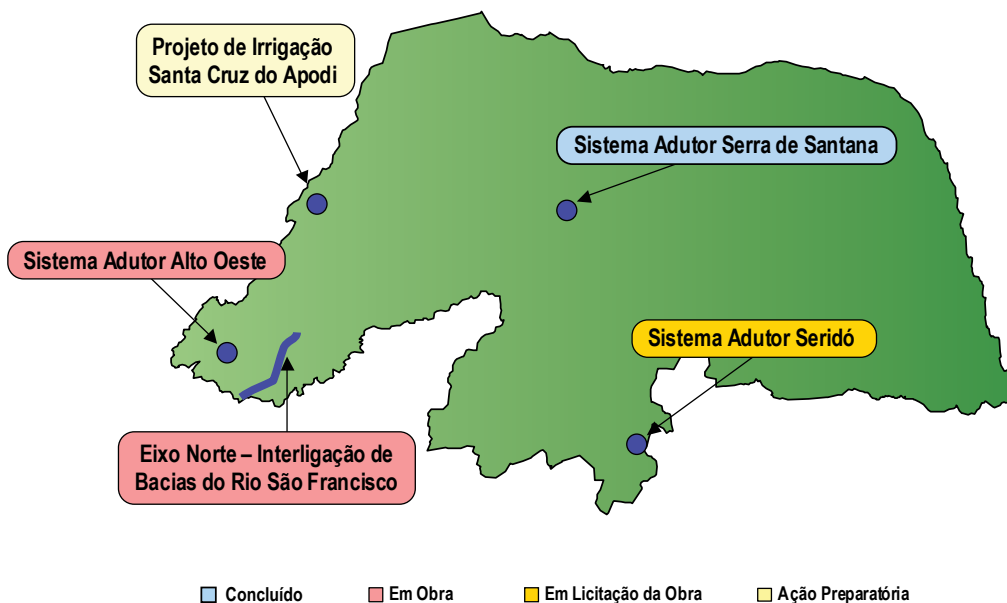 Projeto de Irrigação
Santa Cruz do Apodi
Sistema Adutor Serra de Santana
Sistema Adutor Alto Oeste
Sistema Adutor Seridó
Eixo Norte – Interligação de
Bacias do Rio São Francisco
Concluído
Em Obra
Em Licitação da Obra
Ação Preparatória